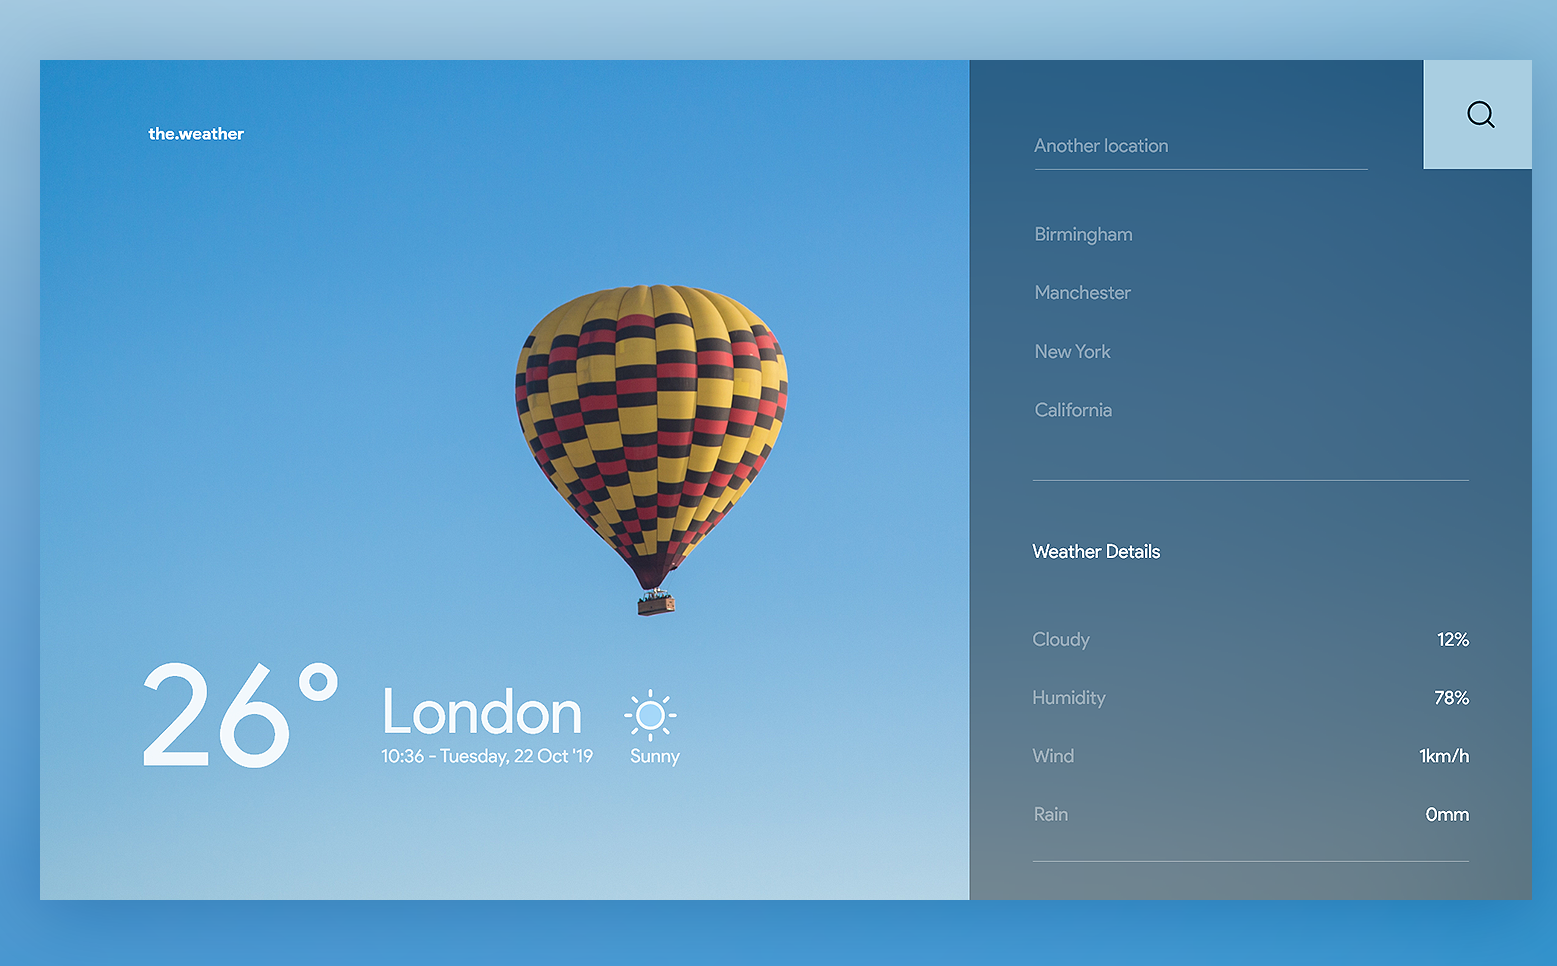 the.weather
26°
London
10:36 - Tuesday, 22 Oct '19
Sunny
Another location
Birmingham
Manchester
New York
California
Weather Details
Cloudy 12%
Humidity 78%
Wind 1km/h
Rain 0mm